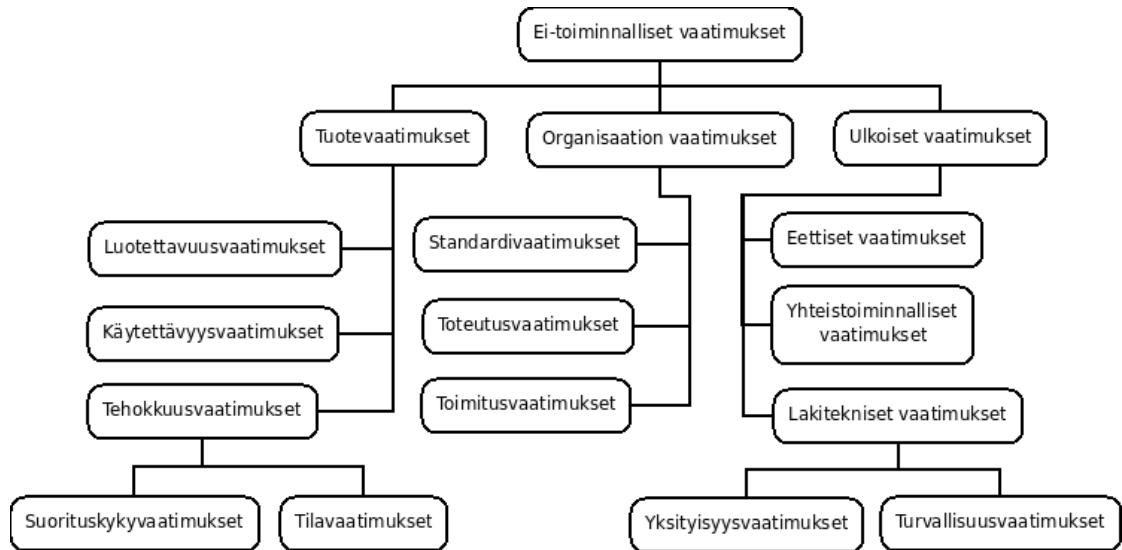 Ei-toiminnalliset vaatimukset
Tuotevaatimukset
Organisaation vaatimukset
Ulkoiset vaatimukset
Luotettavuusvaatimukset
Standardivaatimukset
Eettiset vaatimukset
Käytettävyysvaatimukset
Toteutusvaatimukset
Yhteistoiminnalliset
vaatimukset
Tehokkuusvaatimukset
Toimitusvaatimukset
Lakitekniset vaatimukset
Suorituskykyvaatimukset
Tilavaatimukset
Yksityisyysvaatimukset
Turvallisuusvaatimukset